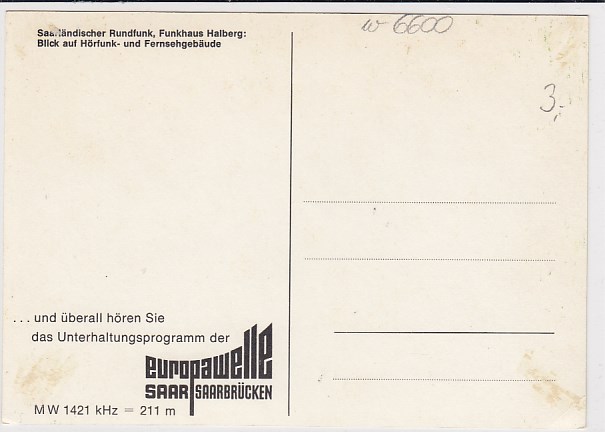 Saarländischer Rundfunk, Funkhaus Halberg:
Blick auf Hörfunk- und Fernsehgebäude
w 6600
3,-
... und überall hören Sie
das Unterhaltungsprogramm der
europawelle
SAAR SAARBRÜCKEN
MW 1421 kHz = 211 m